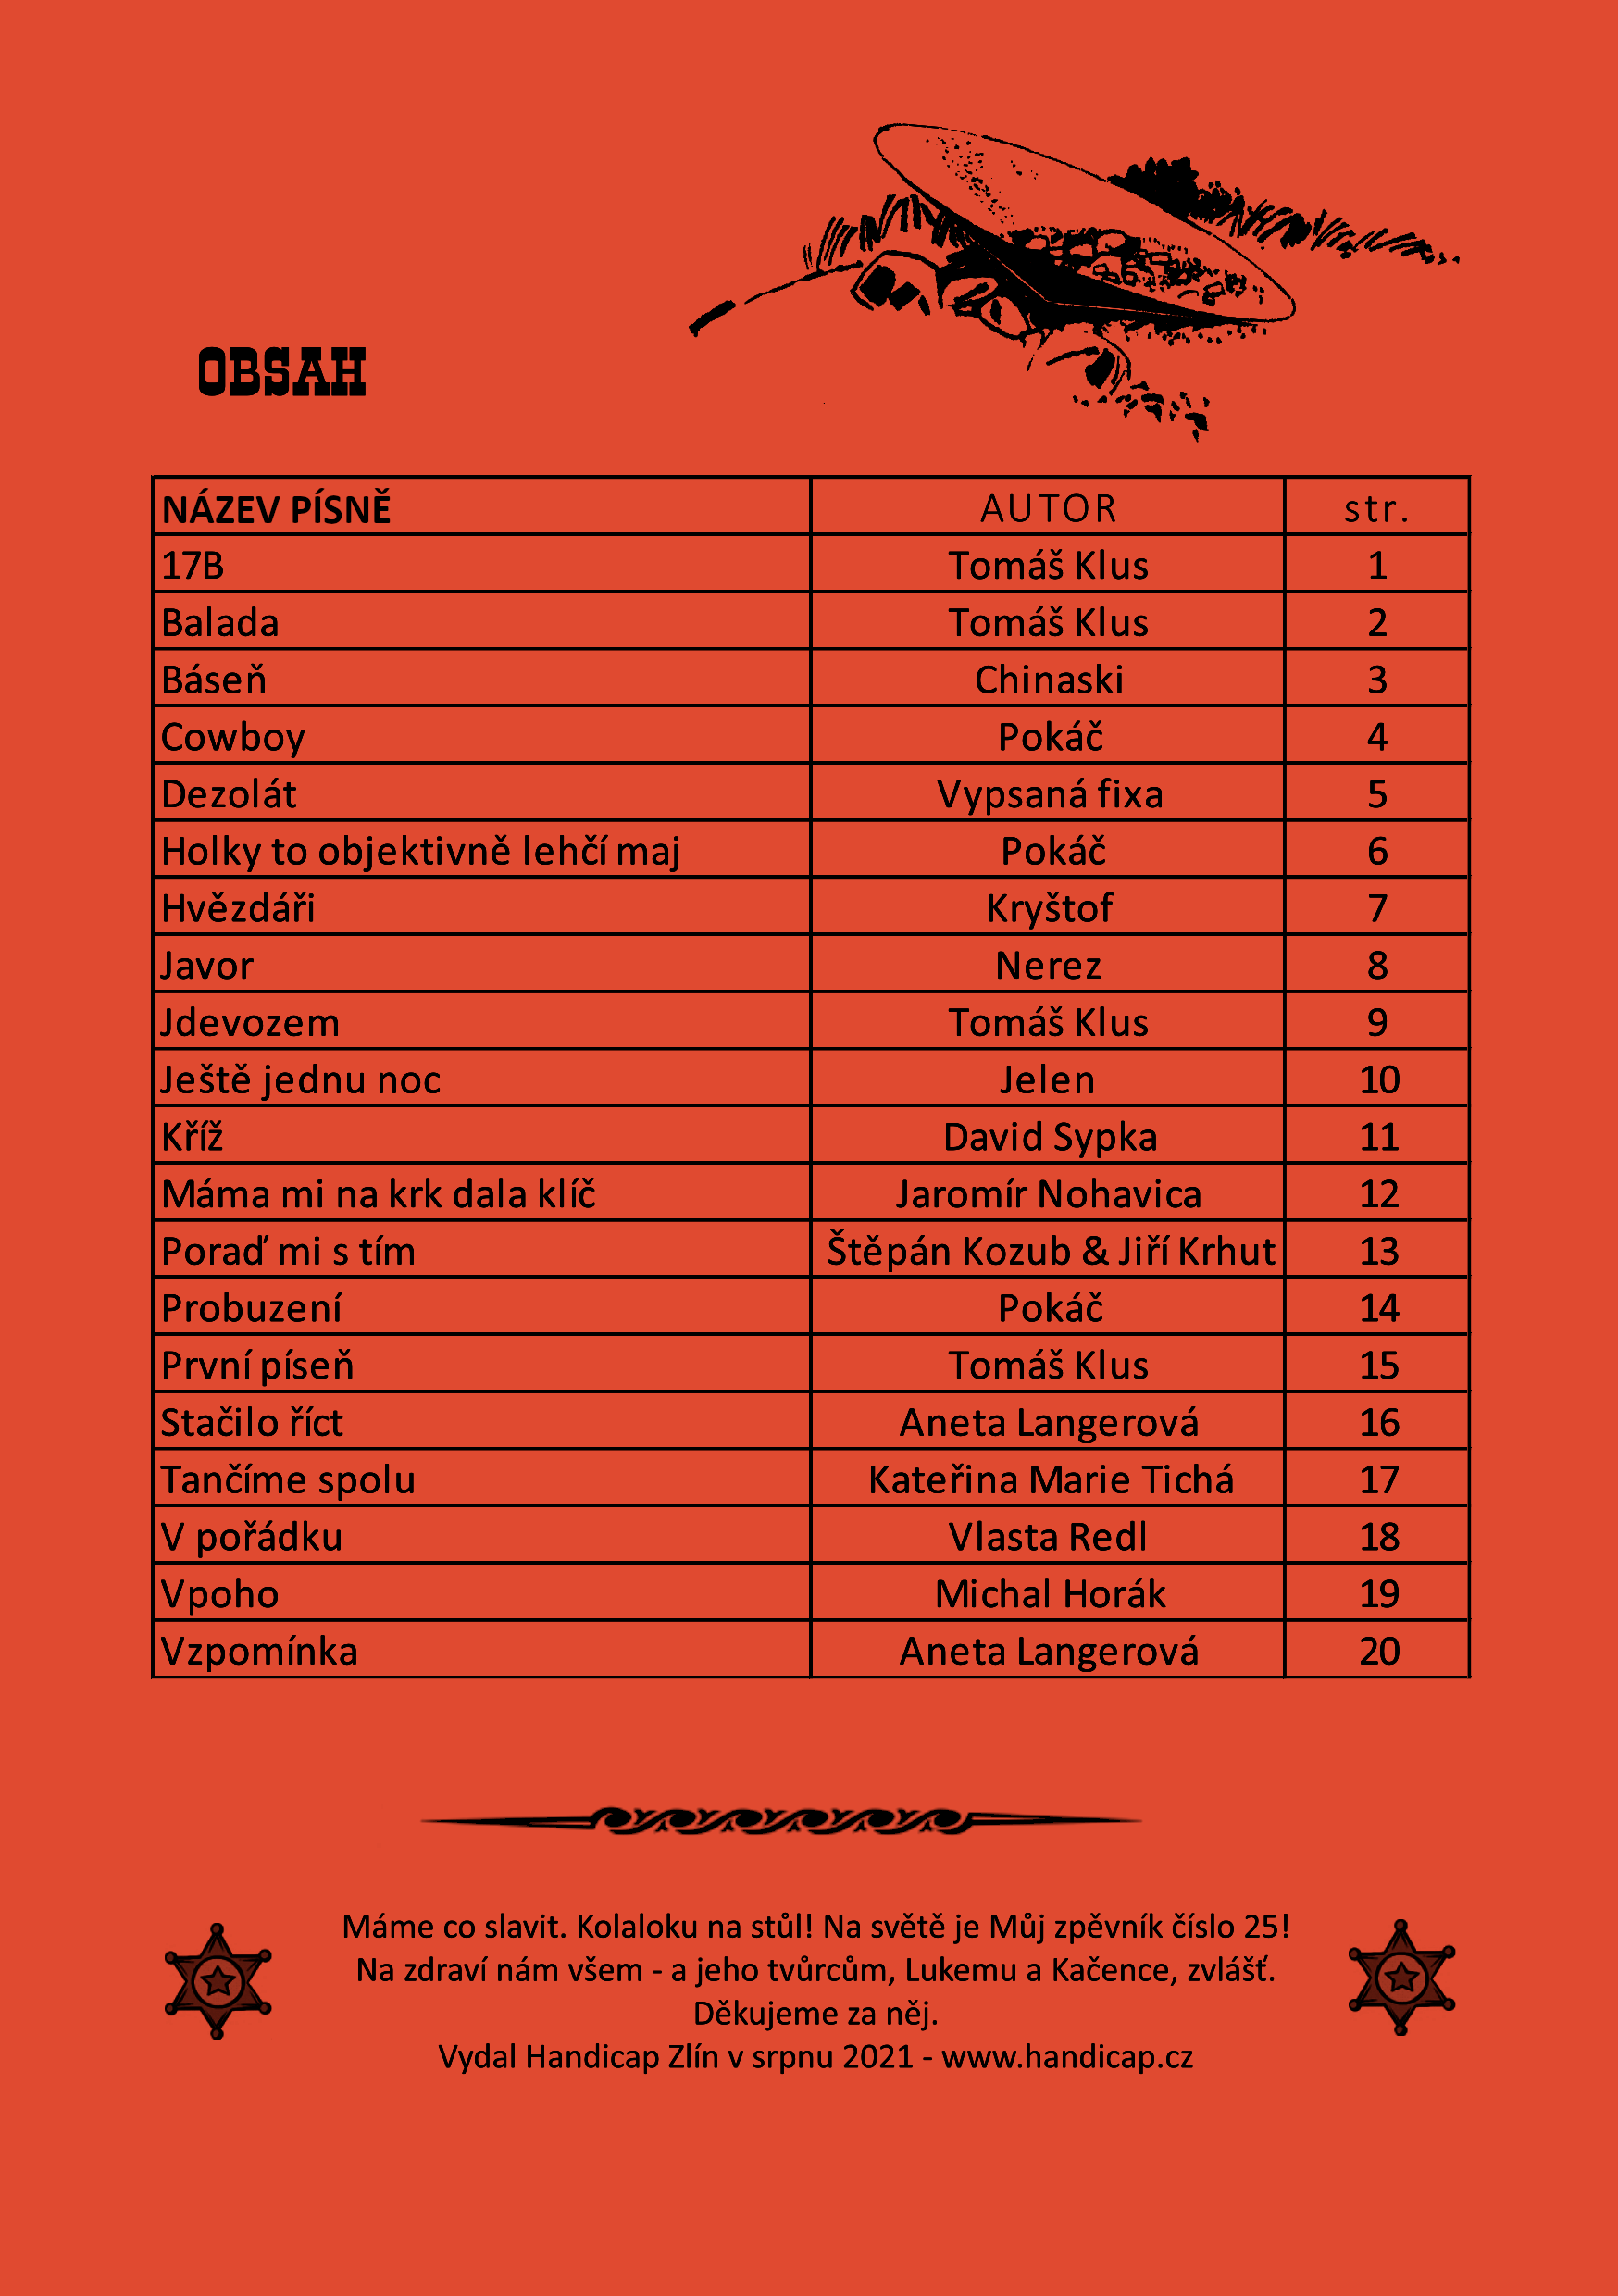 OBSAH
NÁZEV PÍSNĚ AUTOR str.
17B Tomáš Klus 1
Balada Tomáš Klus 2
Báseň Chinaski 3
Cowboy Pokáč 4
Dezolát Vypsaná fixa 5
Holky to objektivně lehčí maj Pokáč 6
Hvězdáři Kryštof 7
Javor Nerez 8
Jdevozem Tomáš Klus 9
Ještě jednu noc Jelen 10
Kříž David Sypka 11
Máma mi na krk dala klíč Jaromír Nohavica 12
Poraď mi s tím Štěpán Kozub & Jiří Krhut 13
Probuzení Pokáč 14
První píseň Tomáš Klus 15
Stačilo říct Aneta Langerová 16
Tančíme spolu Kateřina Marie Tichá 17
V pořádku Vlasta Redl 18
Vpoho Michal Horák 19
Vzpomínka Aneta Langerová 20
Máme co slavit. Kolaloku na stůl! Na světě je Můj zpěvník číslo 25!
Na zdraví nám všem - a jeho tvůrcům, Lukemu a Kačence, zvlášť.
Děkujeme za něj.
Vydal Handicap Zlín v srpnu 2021 - www.handicap.cz